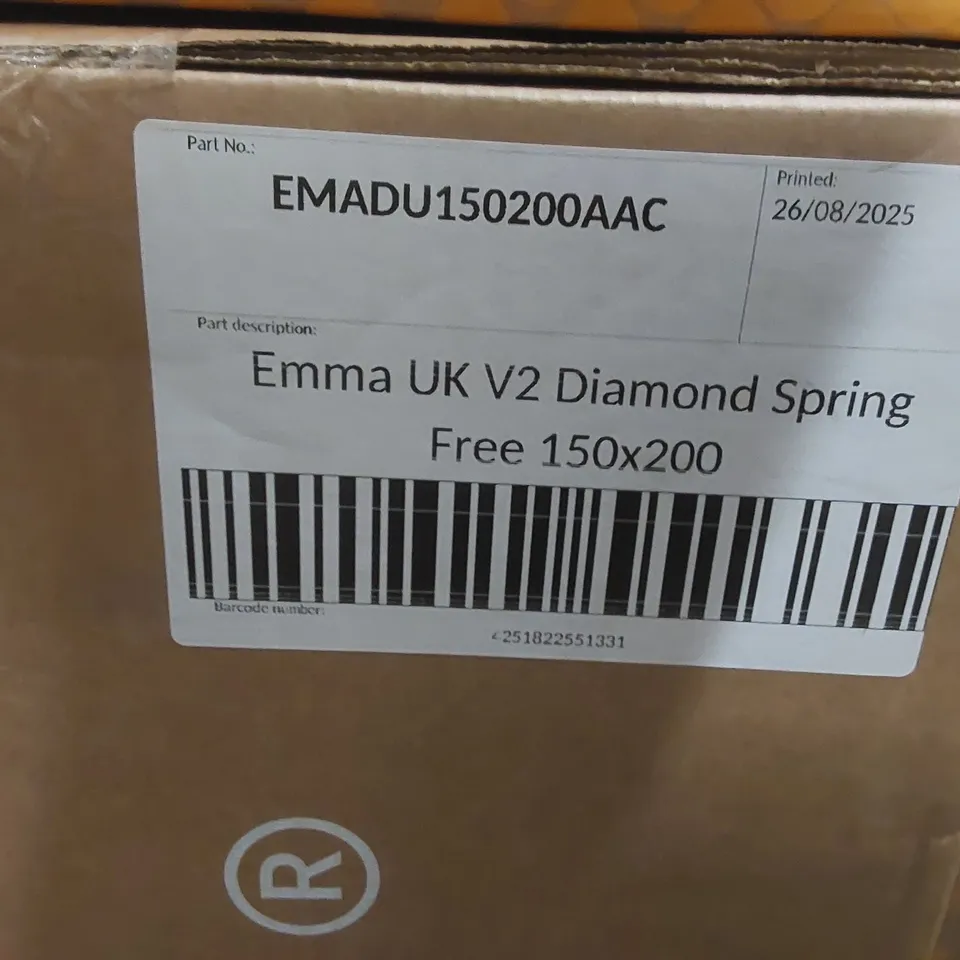 Part No.:
EMADU150200AAC
Printed:
26/08/2025
Part description:
Emma UK V2 Diamond Spring
Free 150x200
Barcode number:
4251822551331
®